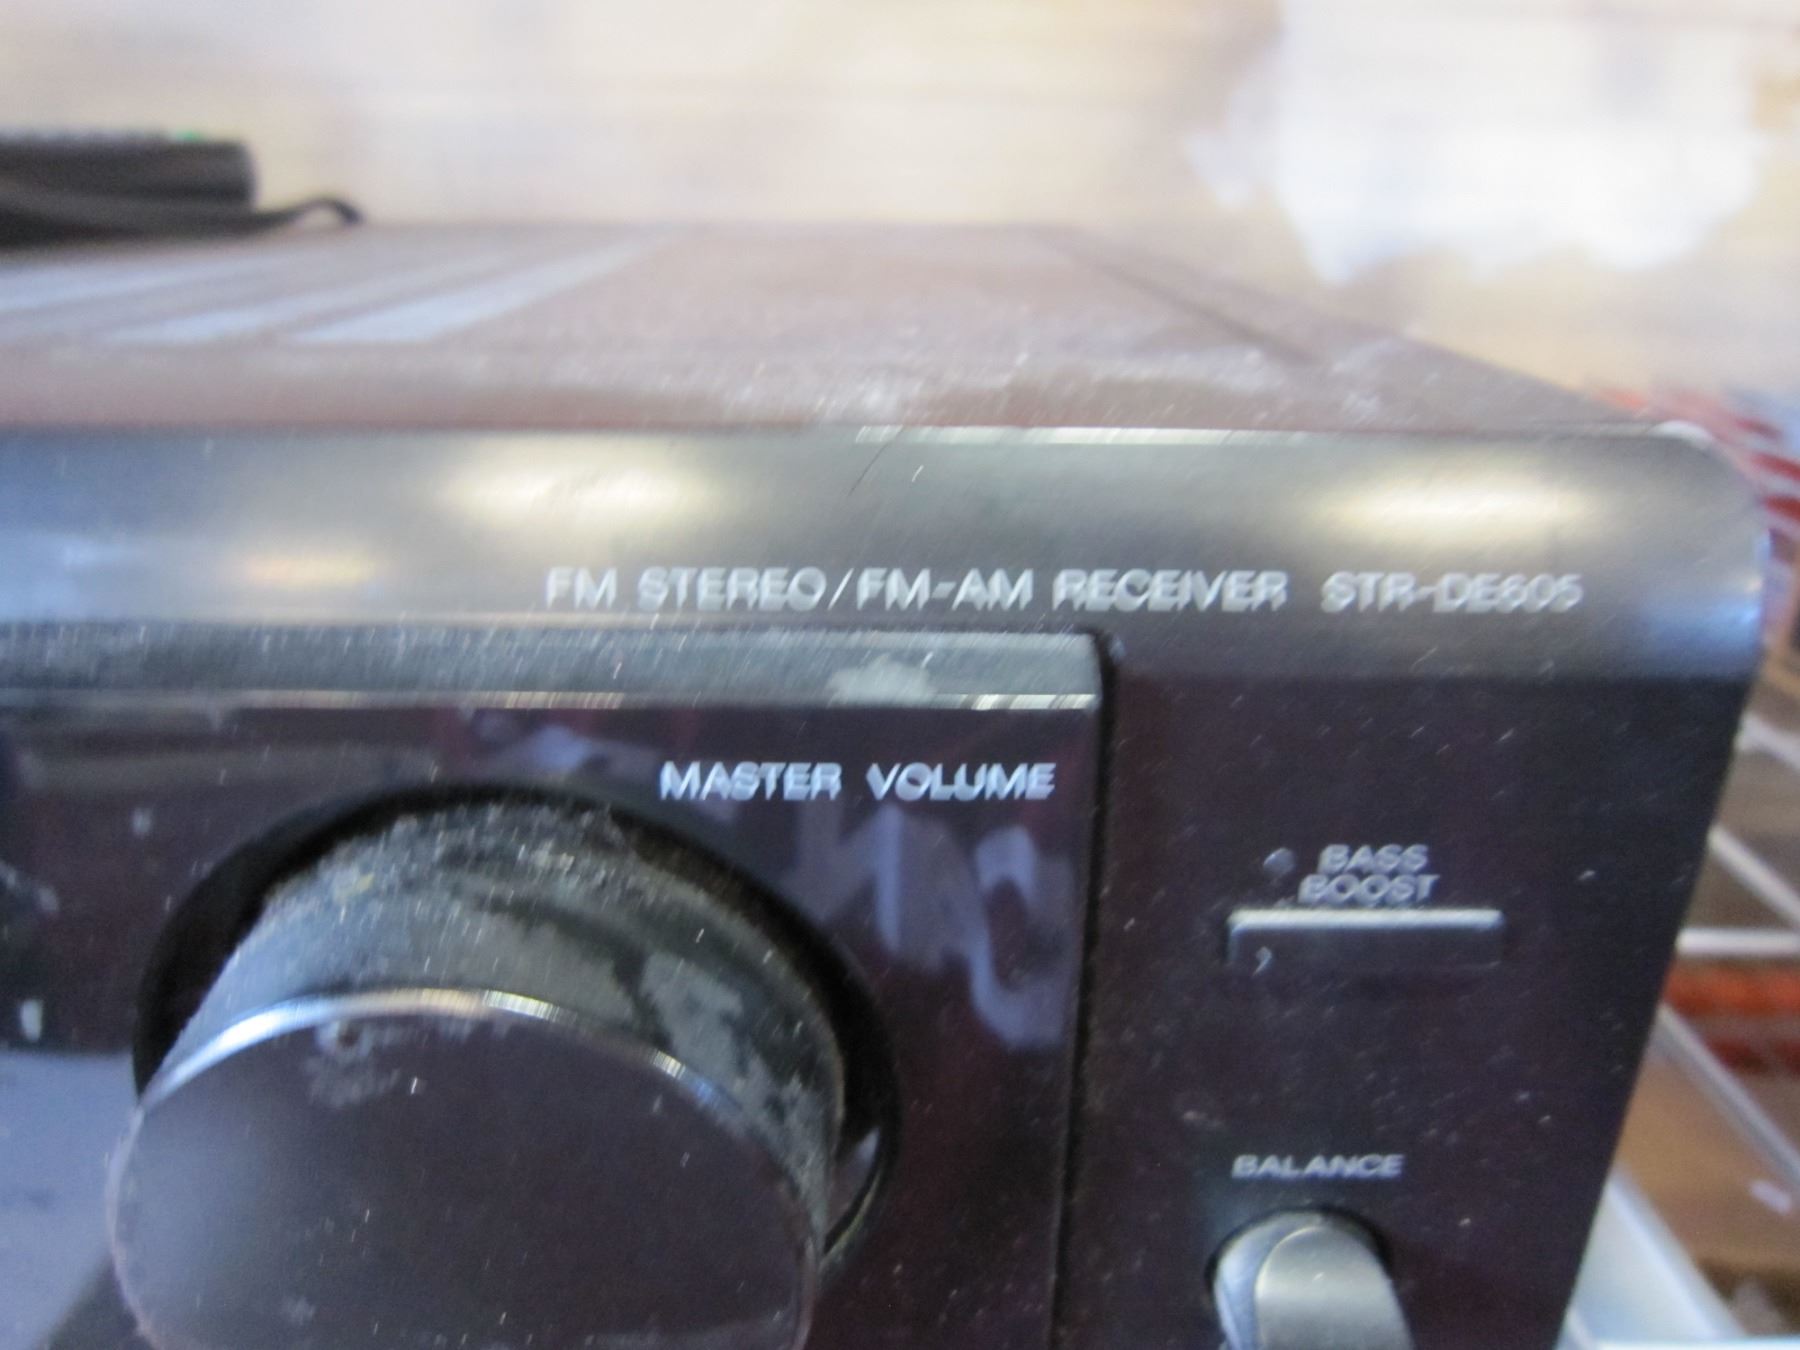 FM STEREO/FM-AM RECEIVER STR-DE605
MASTER VOLUME
BASS
BOOST
BALANCE